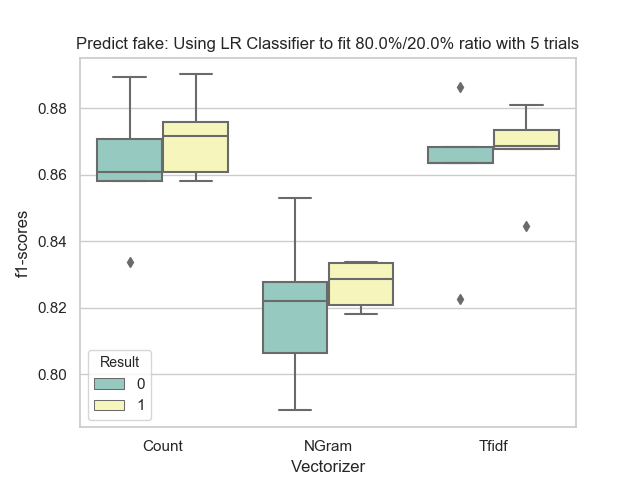 Predict fake: Using LR Classifier to fit 80.0%/20.0% ratio with 5 trials
f1-scores
0.88
0.86
0.84
0.82
0.80
Result
0
1
Count
NGram
Tfidf
Vectorizer